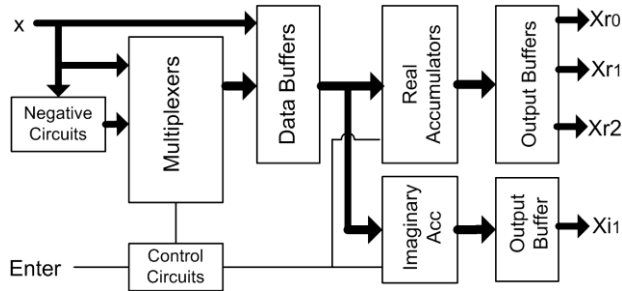 x
Negative
Circuits
Multiplexers
Data Buffers
Real
Accumulators
Output Buffers
Xr0
Xr1
Xr2
Imaginary
Acc
Output
Buffer
Xi1
Enter
Control
Circuits